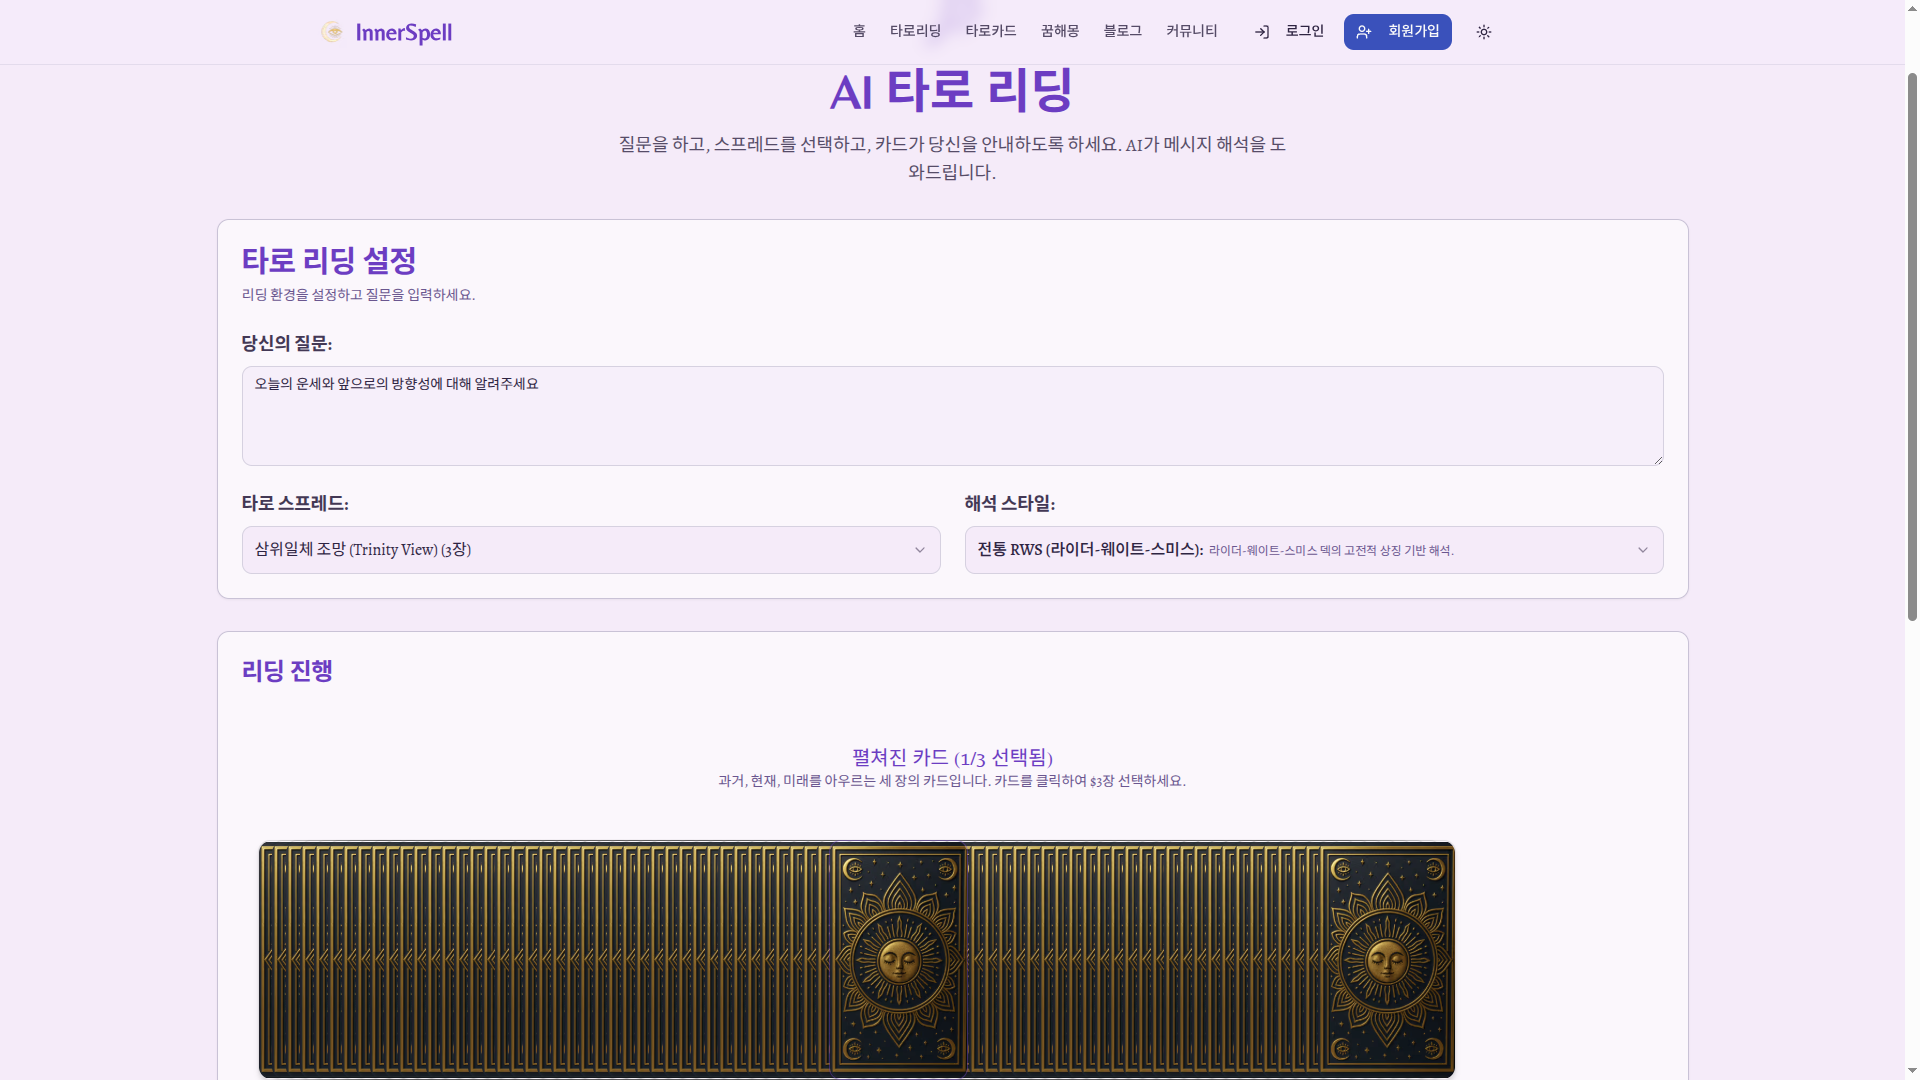 InnerSpell
홈 타로리딩 타로카드 꿈해몽 블로그 커뮤니티 로그인 회원가입
AI 타로 리딩
질문을 하고, 스프레드를 선택하고, 카드가 당신을 안내하도록 하세요. AI가 메시지 해석을 도
와드립니다.
타로 리딩 설정
리딩 환경을 설정하고 질문을 입력하세요.
당신의 질문:
오늘의 운세와 앞으로의 방향성에 대해 알려주세요
타로 스프레드:
삼위일체 조망 (Trinity View) (3장)
해석 스타일:
전통 RWS (라이더-웨이트-스미스): 라이더-웨이트-스미스 덱의 고전적 상징 기반 해석.
리딩 진행
펼쳐진 카드 (1/3 선택됨)
과거, 현재, 미래를 아우르는 세 장의 카드입니다. 카드를 클릭하여 $3장 선택하세요.